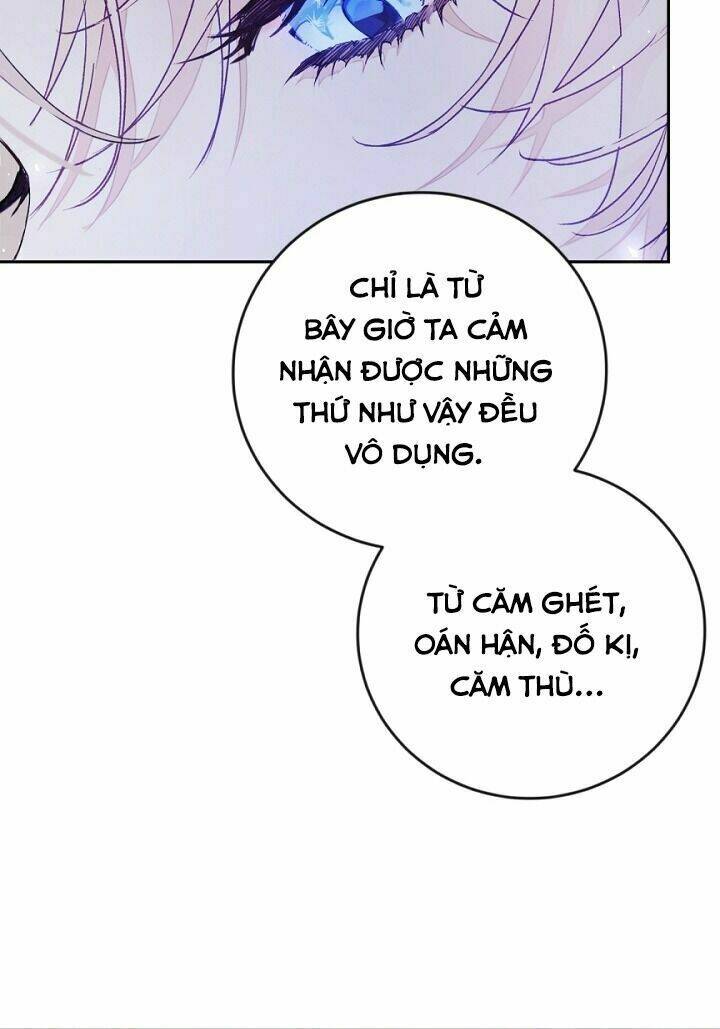 CHỈ LÀ TỪ
BÂY GIỜ TA CẢM
NHẬN ĐƯỢC NHỮNG
THỨ NHƯ VẬY ĐỀU
VÔ DỤNG.
TỪ CĂM GHÉT,
OÁN HẬN, ĐỐ KỊ,
CĂM THÙ...